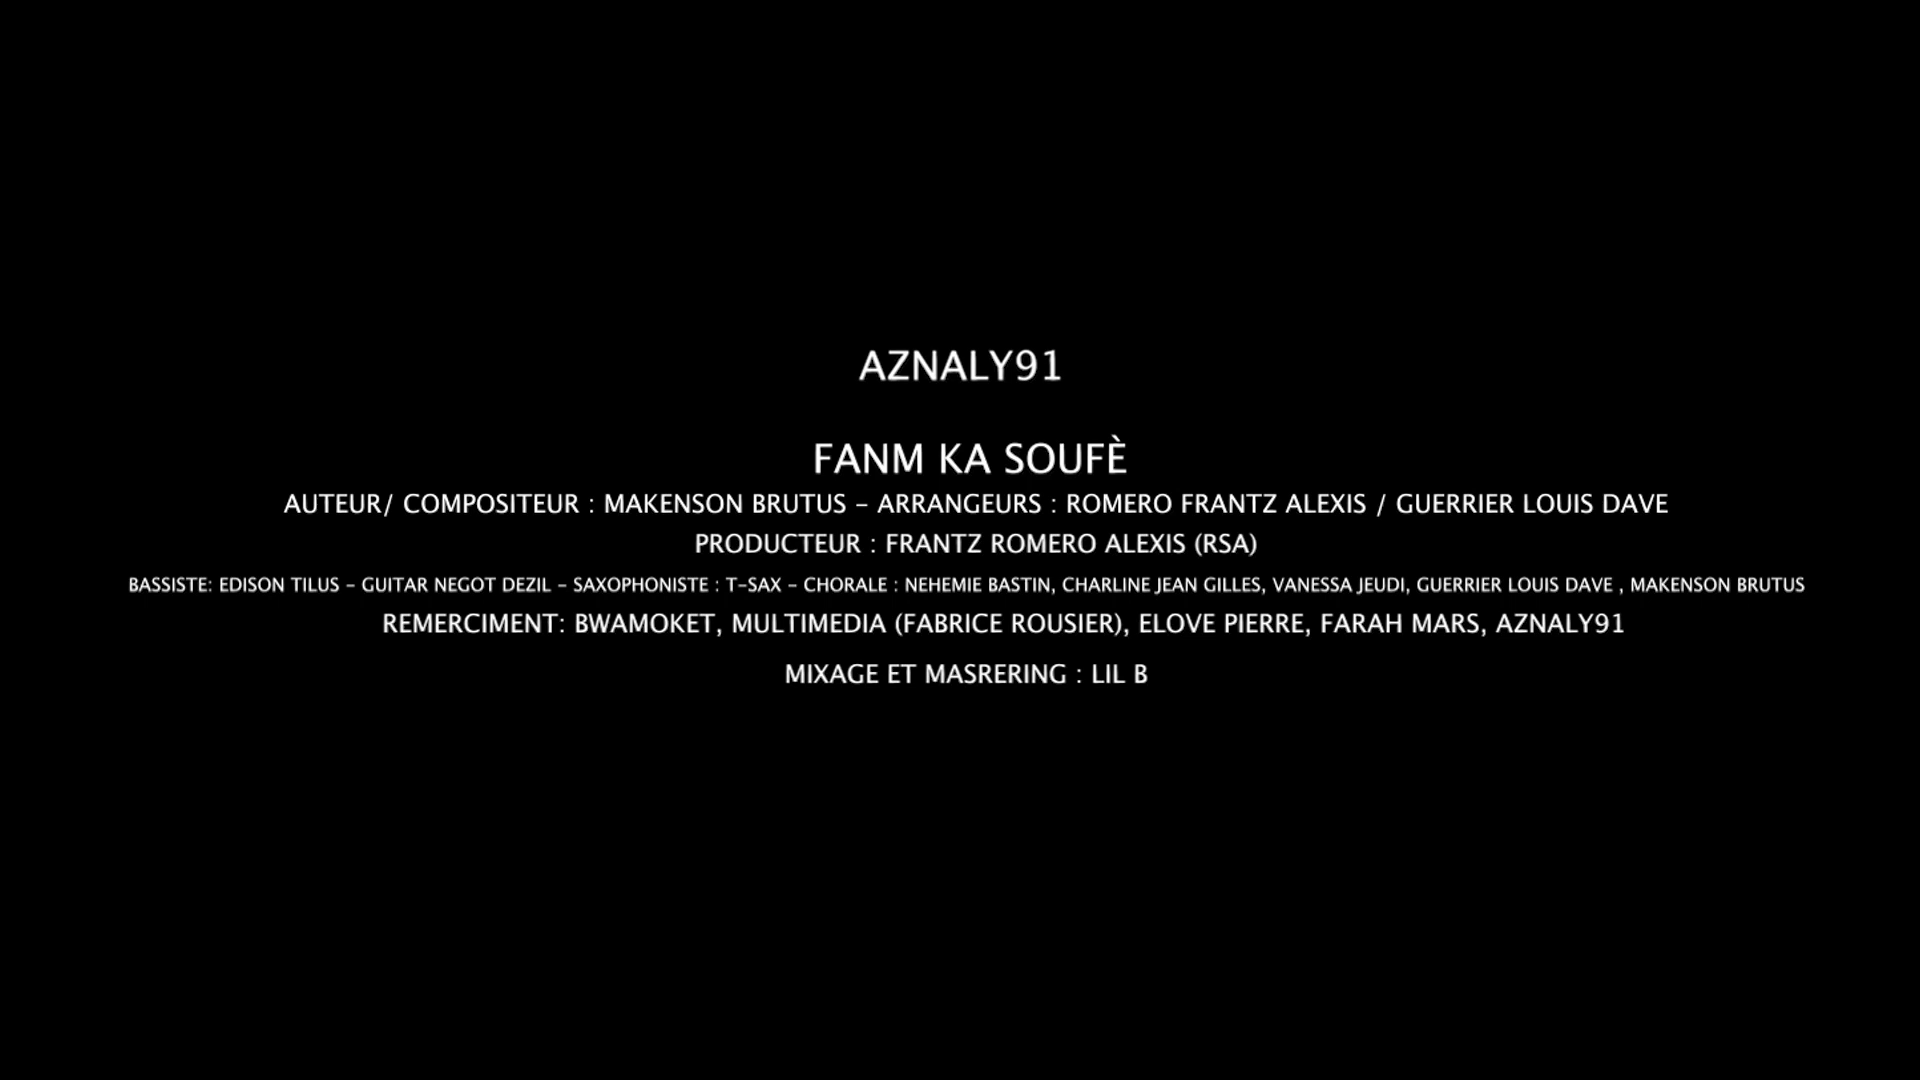 AZNALY91
FANM KA SOUFÈ
AUTEUR/ COMPOSITEUR : MAKENSON BRUTUS - ARRANGEURS : ROMERO FRANTZ ALEXIS / GUERRIER LOUIS DAVE
PRODUCTEUR : FRANTZ ROMERO ALEXIS (RSA)
BASSISTE: EDISON TILUS - GUITAR NEGOT DEZIL - SAXOPHONISTE : T-SAX - CHORALE : NEHEMIE BASTIN, CHARLINE JEAN GILLES, VANESSA JEUDI, GUERRIER LOUIS DAVE , MAKENSON BRUTUS
REMERCIMENT: BWAMOKET, MULTIMEDIA (FABRICE ROUSIER), ELOVE PIERRE, FARAH MARS, AZNALY91
MIXAGE ET MASRERING : LIL B